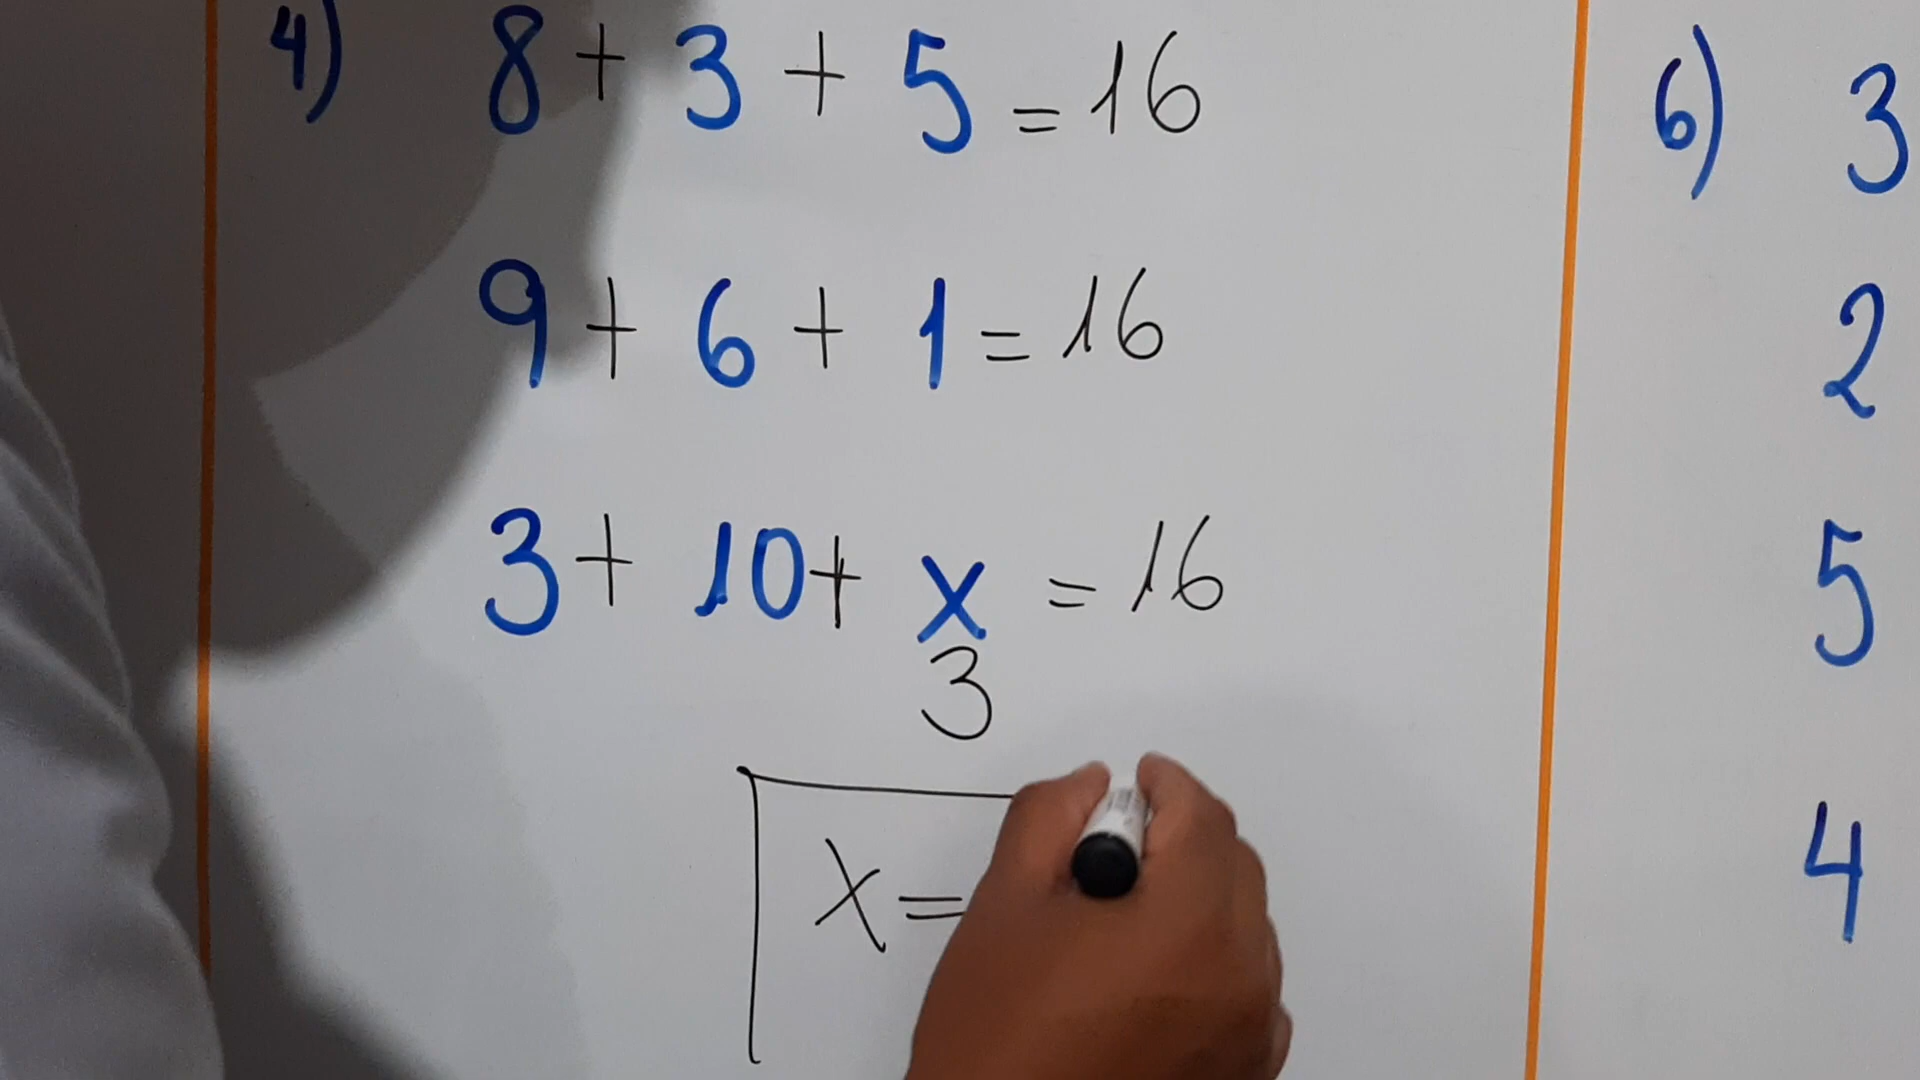 4) 8 + 3 + 5 = 16
9 + 6 + 1 = 16
3 + 10 + x = 16
3
x =
6) 3
2
5
4